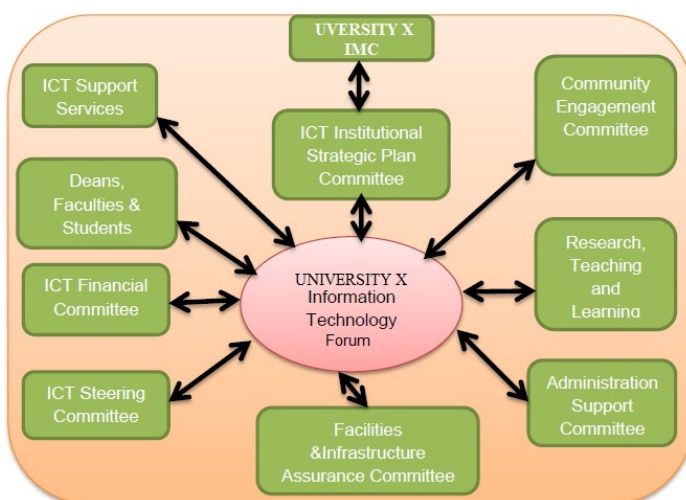 UVERSITY X
IMC
ICT Support
Services
ICT Institutional
Strategic Plan
Committee
Community
Engagement
Committee
Deans,
Faculties &
Students
UNIVERSITY X
Information
Technology
Forum
Research,
Teaching
and
Learning
ICT Financial
Committee
ICT Steering
Committee
Facilities
&Infrastructure
Assurance Committee
Administration
Support
Committee